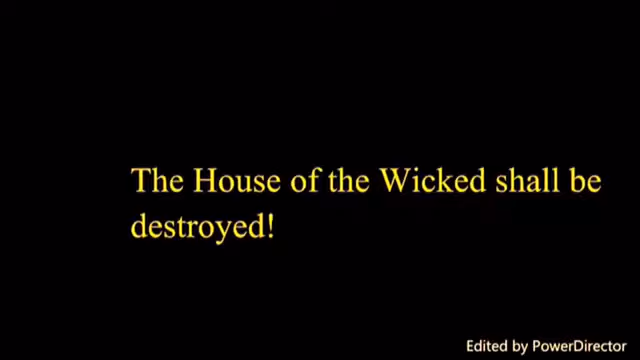 The House of the Wicked shall be
destroyed!
Edited by PowerDirector